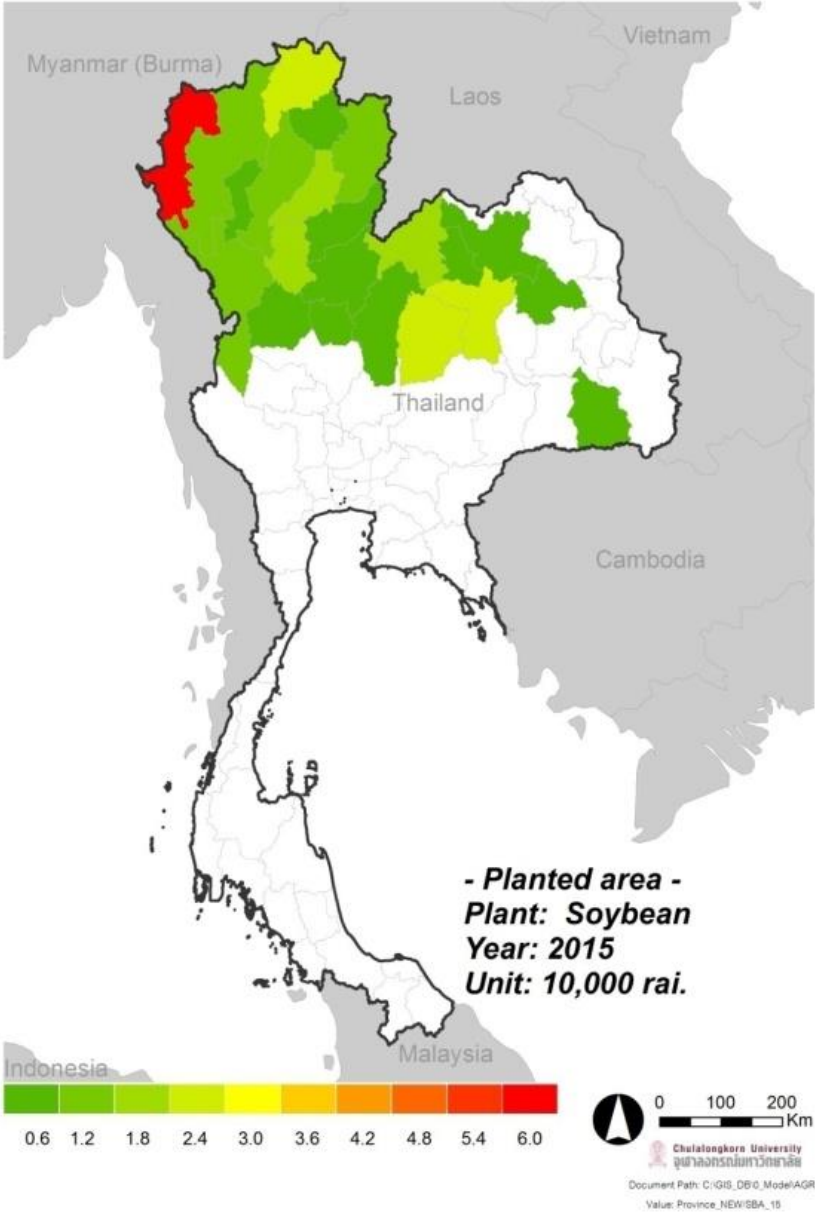 Vietnam
Myanmar (Burma)
Laos
Thailand
Cambodia
- Planted area -
Plant: Soybean
Year: 2015
Unit: 10,000 rai.
Indonesia
Malaysia
0.6 1.2 1.8 2.4 3.0 3.6 4.2 4.8 5.4 6.0
0 100 200
Km
Chulalongkorn University
จุฬาลงกรณ์มหาวิทยาลัย
Document Path: C:\GIS_DB\0_Model\AGR
Value: Province_NEW\SBA_15